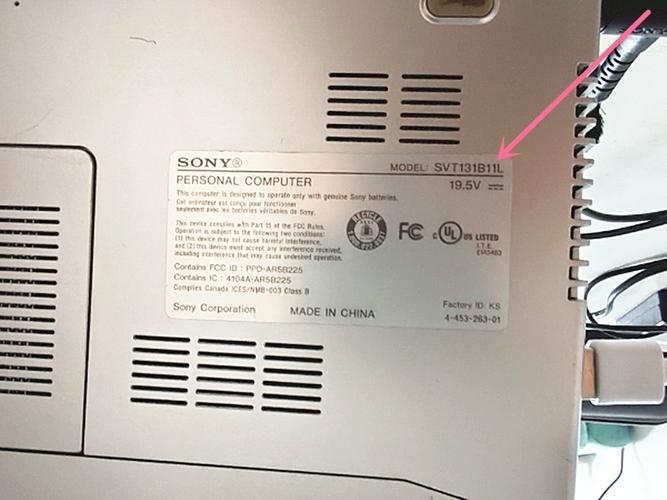 SONY®
MODEL: SVT131B11L
PERSONAL COMPUTER
19.5V
This computer is designed to operate only with genuine Sony batteries.
Cet ordinateur est conçu pour fonctionner
seulement avec les batteries véritables de Sony.
This device complies with Part 15 of the FCC Rules.
Operation is subject to the following two conditions:
(1) this device may not cause harmful interference,
and (2) this device must accept any interference received,
including interference that may cause undesired operation.
RECYCLE
FC
C UL US LISTED
I.T.E.
Contains FCC ID : PPD-AR5B225
Contains IC : 4104A-AR5B225
Complies Canada ICES/NMB-003 Class B
Sony Corporation
MADE IN CHINA
Factory ID: KS
4-453-263-01